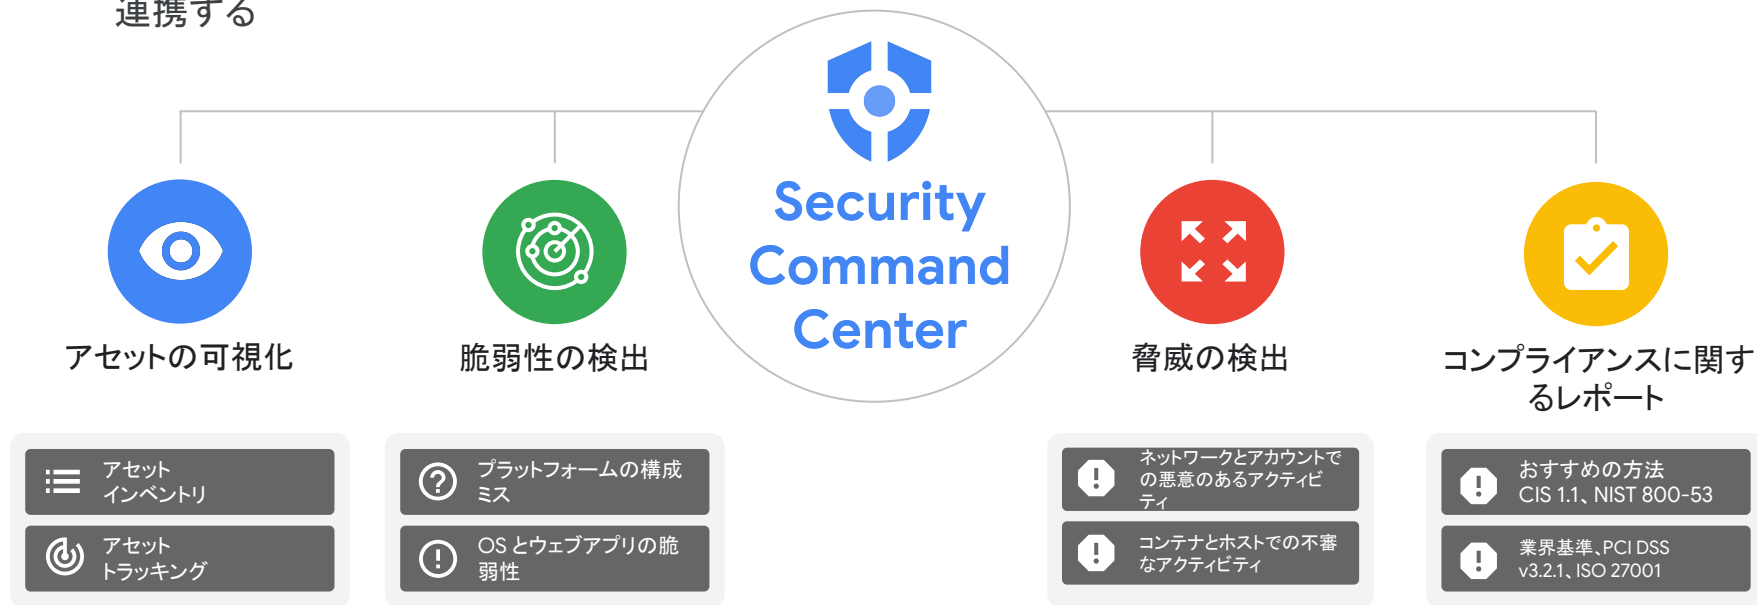 連携する
Security
Command
Center
アセットの可視化
脆弱性の検出
脅威の検出
コンプライアンスに関す
るレポート
アセット
インベントリ
アセット
トラッキング
プラットフォームの構成
ミス
OS とウェブアプリの脆
弱性
ネットワークとアカウントで
の悪意のあるアクティビ
ティ
コンテナとホストでの不審
なアクティビティ
おすすめの方法
CIS 1.1、NIST 800-53
業界基準、PCI DSS
v3.2.1、ISO 27001